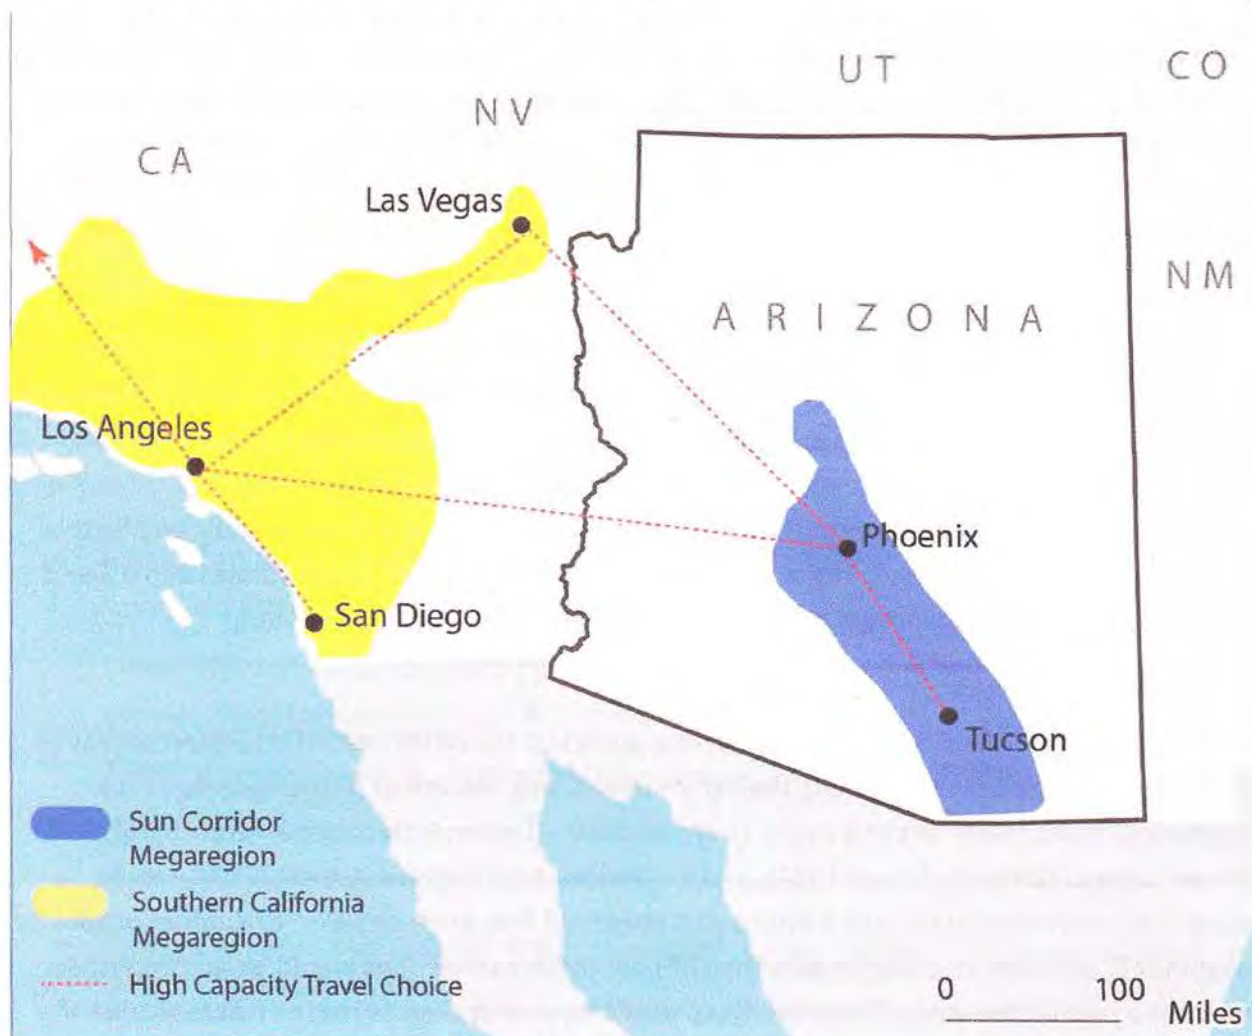 UT
CO
NV
CA
Las Vegas
NM
ARIZONA
Los Angeles
Phoenix
San Diego
Tucson
Sun Corridor
Megaregion
Southern California
Megaregion
High Capacity Travel Choice
0 100
Miles